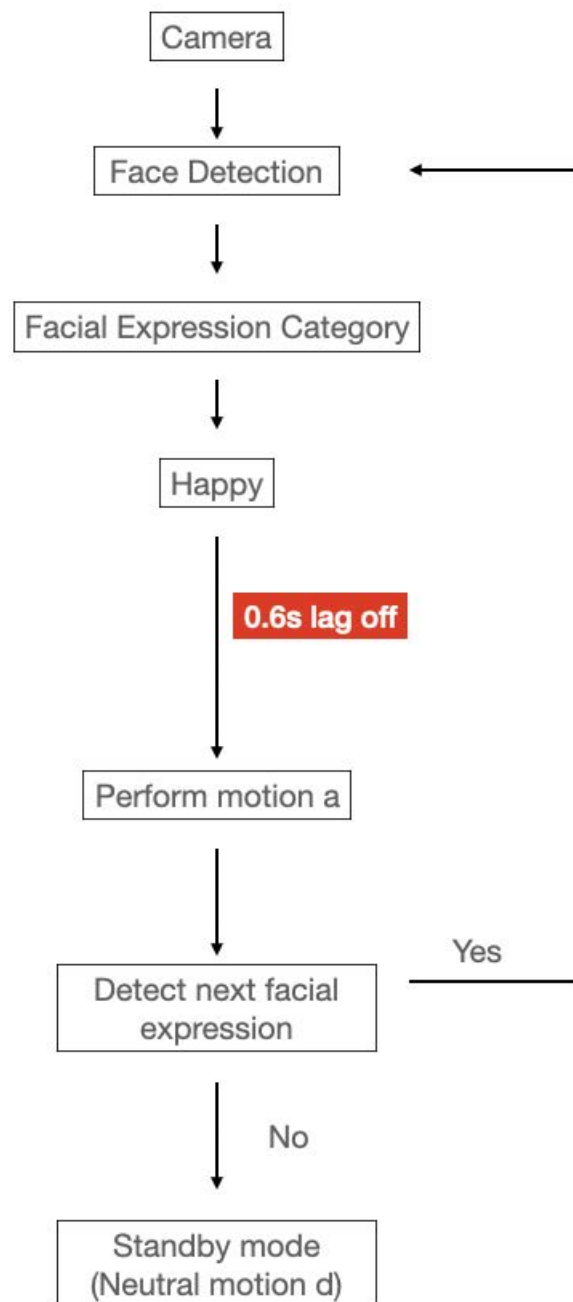 Camera
Face Detection
Facial Expression Category
Happy
0.6s lag off
Perform motion a
Yes
Detect next facial
expression
No
Standby mode
(Neutral motion d)